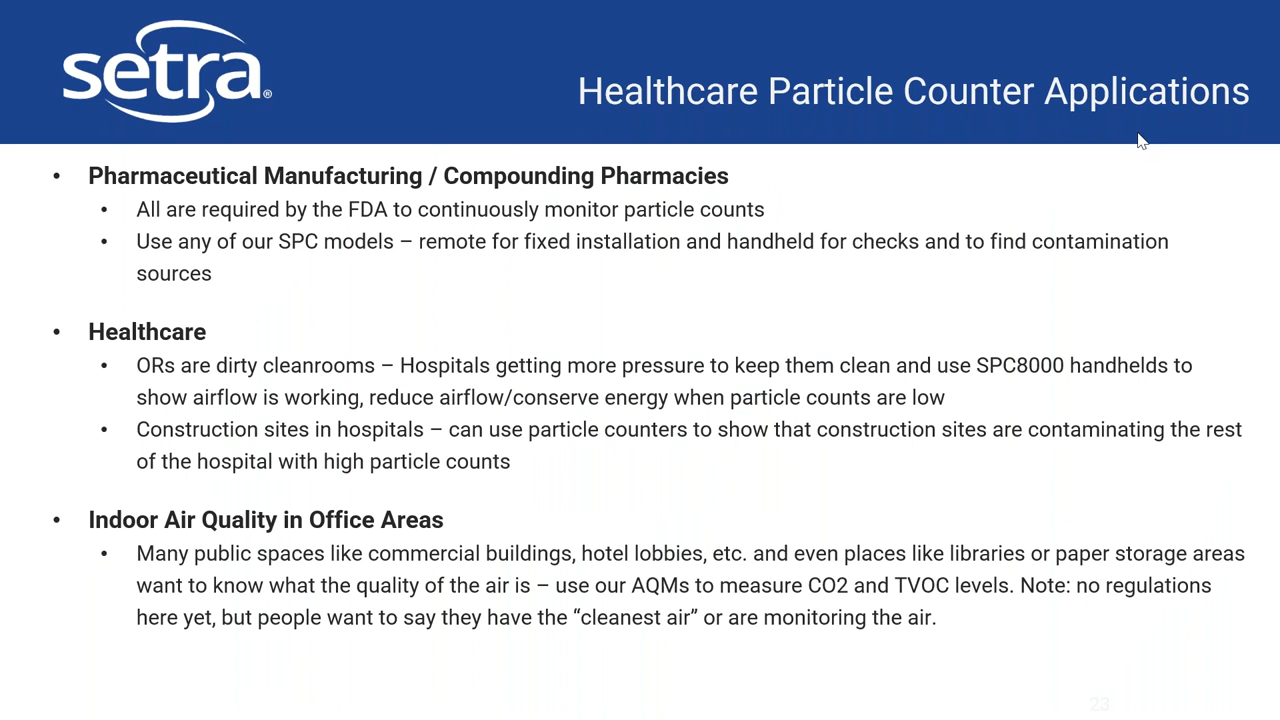 setra®
Healthcare Particle Counter Applications
• Pharmaceutical Manufacturing / Compounding Pharmacies
• All are required by the FDA to continuously monitor particle counts
• Use any of our SPC models – remote for fixed installation and handheld for checks and to find contamination
sources
• Healthcare
• ORs are dirty cleanrooms – Hospitals getting more pressure to keep them clean and use SPC8000 handhelds to
show airflow is working, reduce airflow/conserve energy when particle counts are low
• Construction sites in hospitals – can use particle counters to show that construction sites are contaminating the rest
of the hospital with high particle counts
• Indoor Air Quality in Office Areas
• Many public spaces like commercial buildings, hotel lobbies, etc. and even places like libraries or paper storage areas
want to know what the quality of the air is – use our AQMs to measure CO2 and TVOC levels. Note: no regulations
here yet, but people want to say they have the “cleanest air” or are monitoring the air.
23